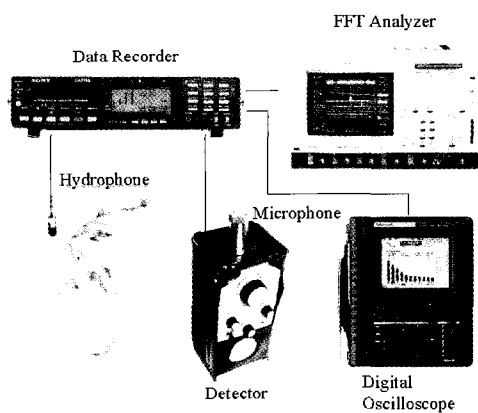 FFT Analyzer
Data Recorder
Hydrophone
Microphone
Detector
Digital
Oscilloscope